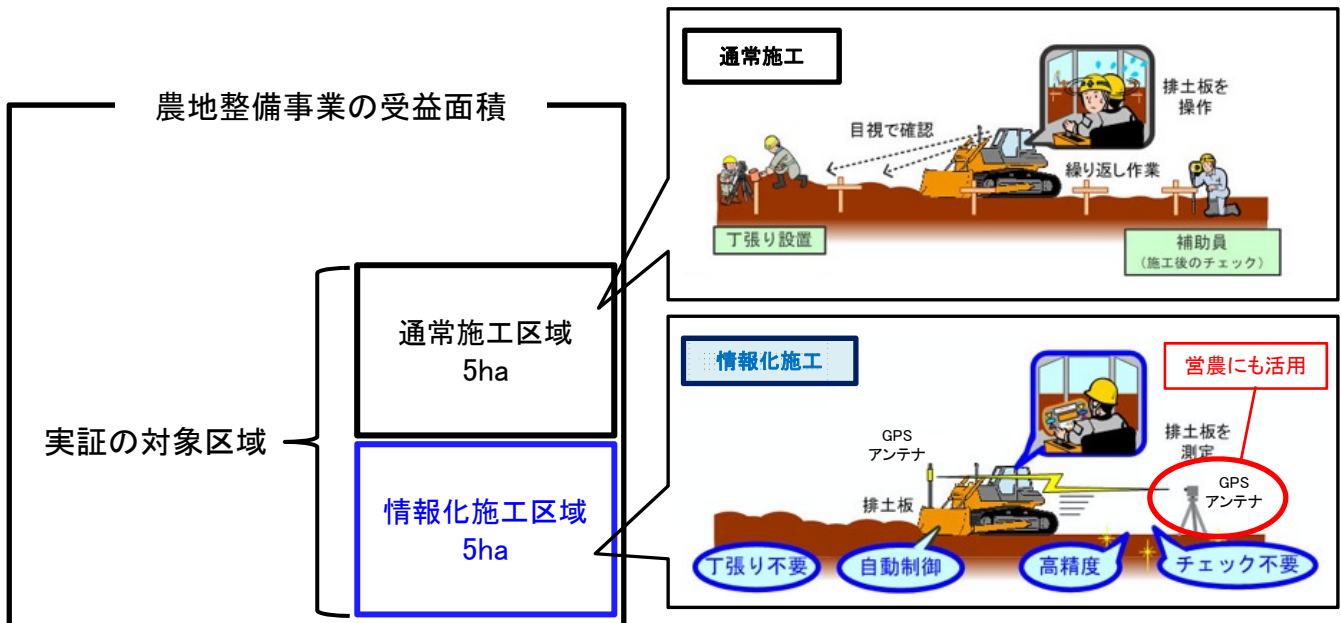 農地整備事業の受益面積
実証の対象区域
通常施工区域
5ha
情報化施工区域
5ha
通常施工
排土板を
操作
目視で確認
繰り返し作業
丁張り設置
補助員
(施工後のチェック)
情報化施工
営農にも活用
GPS
アンテナ
排土板を
測定
GPS
アンテナ
排土板
丁張り不要
自動制御
高精度
チェック不要